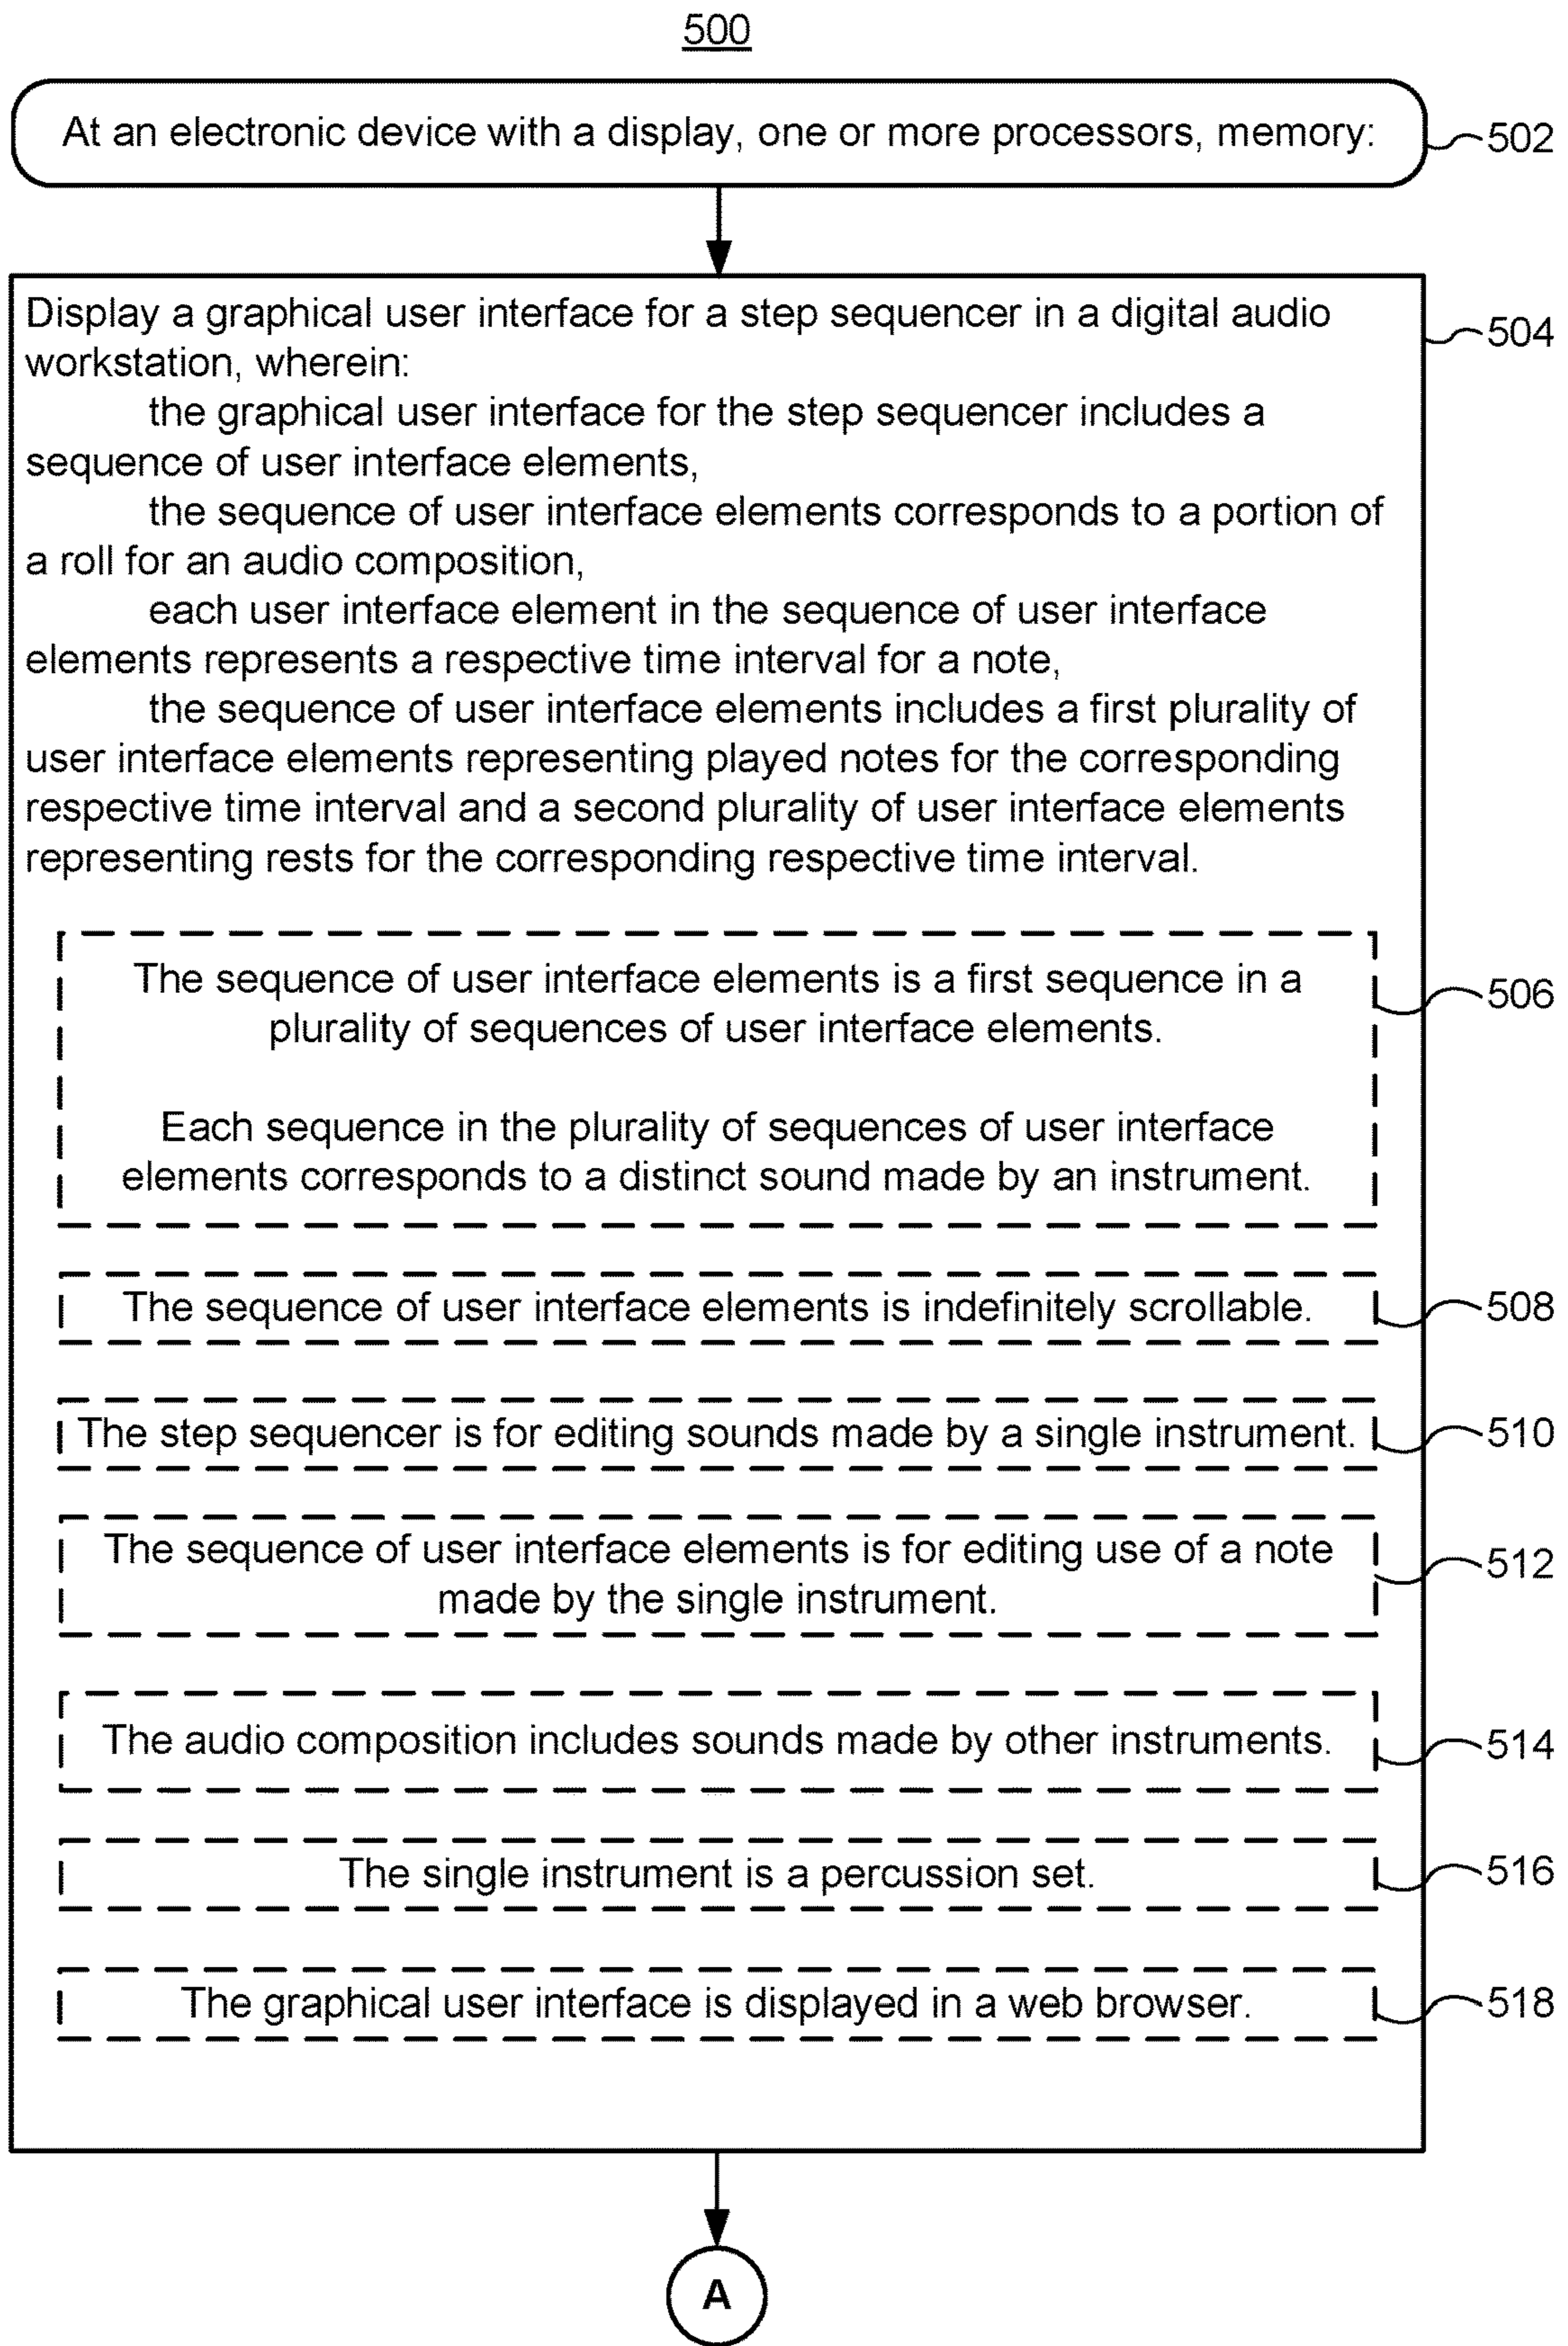 500
At an electronic device with a display, one or more processors, memory:
502
Display a graphical user interface for a step sequencer in a digital audio
workstation, wherein:
the graphical user interface for the step sequencer includes a
sequence of user interface elements,
the sequence of user interface elements corresponds to a portion of
a roll for an audio composition,
each user interface element in the sequence of user interface
elements represents a respective time interval for a note,
the sequence of user interface elements includes a first plurality of
user interface elements representing played notes for the corresponding
respective time interval and a second plurality of user interface elements
representing rests for the corresponding respective time interval.
504
The sequence of user interface elements is a first sequence in a
plurality of sequences of user interface elements.
Each sequence in the plurality of sequences of user interface
elements corresponds to a distinct sound made by an instrument.
506
The sequence of user interface elements is indefinitely scrollable.
508
The step sequencer is for editing sounds made by a single instrument.
510
The sequence of user interface elements is for editing use of a note
made by the single instrument.
512
The audio composition includes sounds made by other instruments.
514
The single instrument is a percussion set.
516
The graphical user interface is displayed in a web browser.
518
A